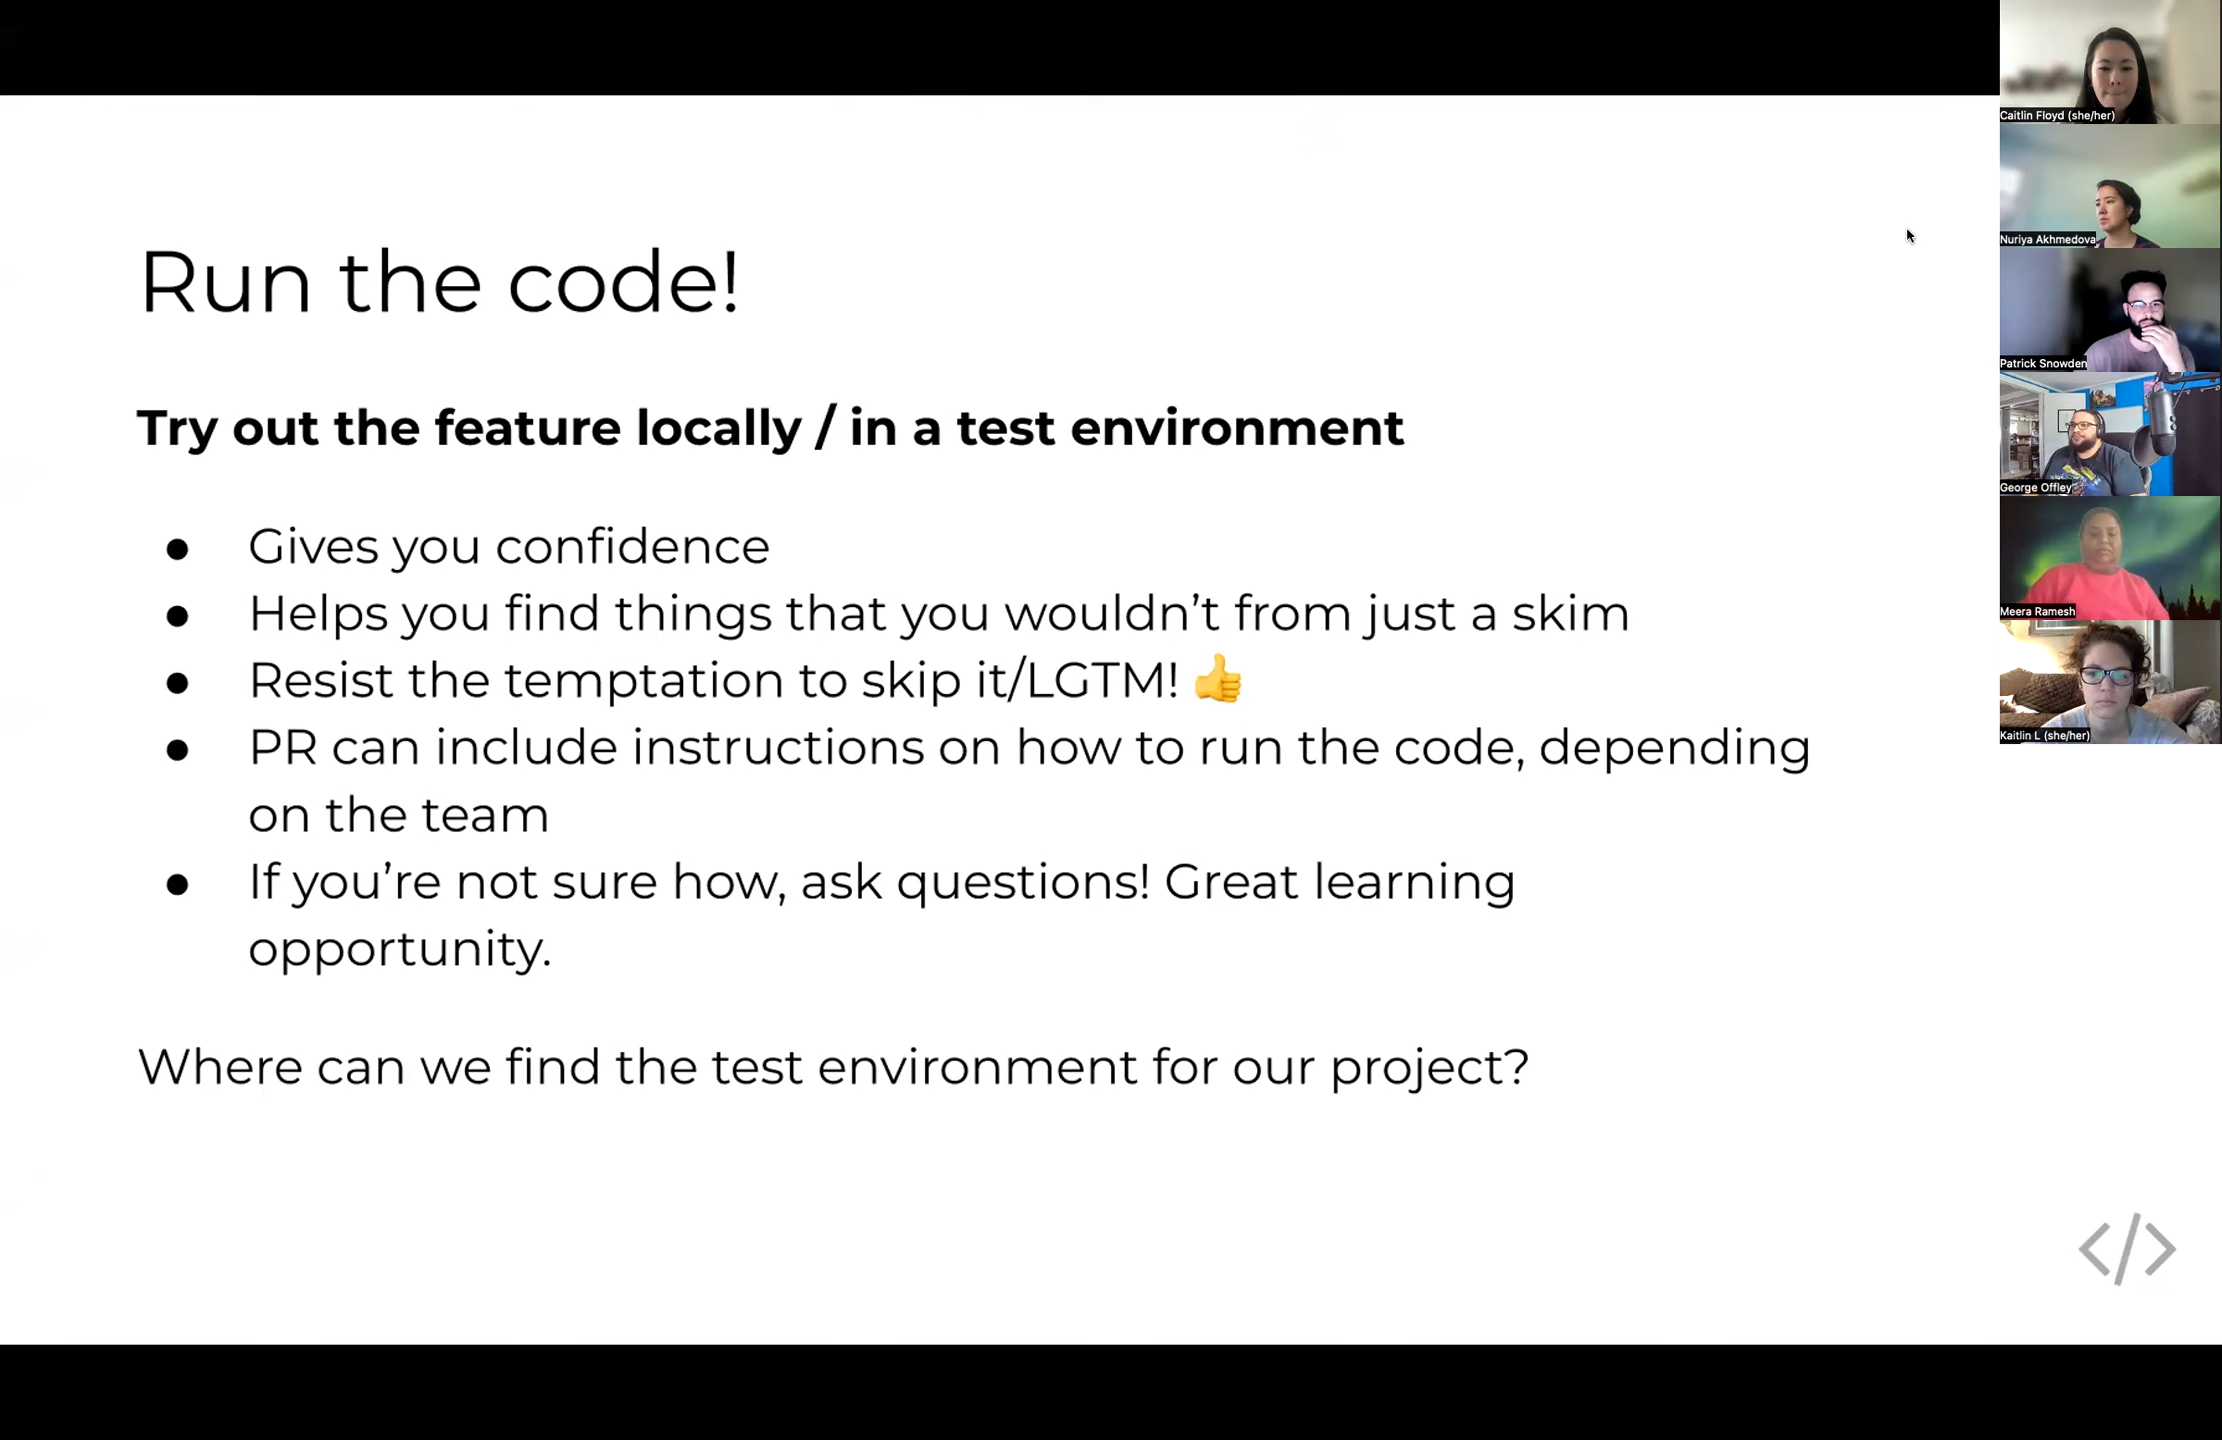 Run the code!
Try out the feature locally / in a test environment
● Gives you confidence
● Helps you find things that you wouldn’t from just a skim
● Resist the temptation to skip it/LGTM! 👍
● PR can include instructions on how to run the code, depending
on the team
● If you’re not sure how, ask questions! Great learning
opportunity.
Where can we find the test environment for our project?
</>
Caitlin Floyd (she/her)
Nuriya Akhmedova
Patrick Snowden
George Offley
Meera Ramesh
Kaitlin L (she/her)